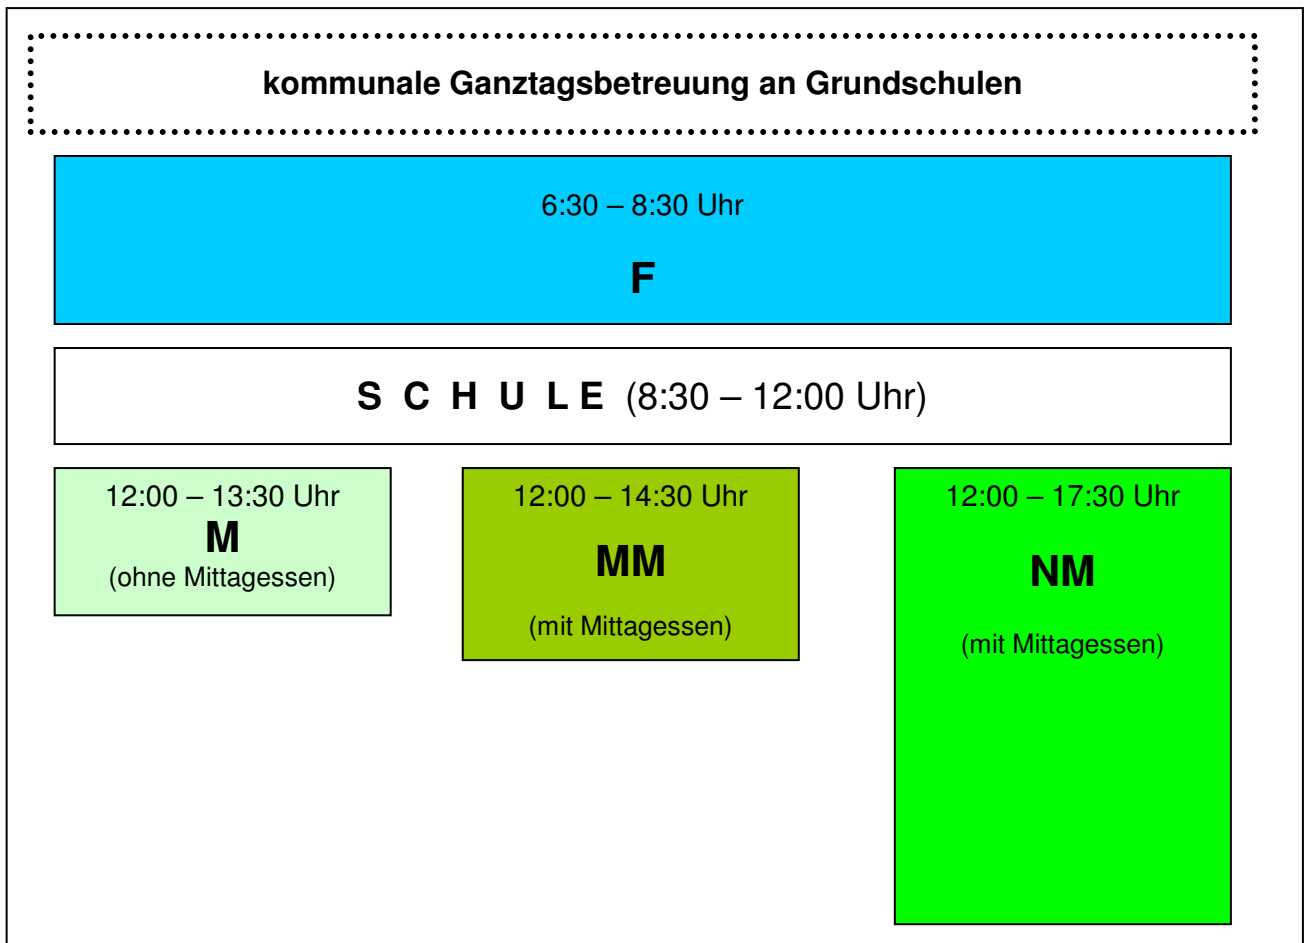 kommunale Ganztagsbetreuung an Grundschulen
6:30 – 8:30 Uhr
F
S C H U L E (8:30 – 12:00 Uhr)
12:00 – 13:30 Uhr
M
(ohne Mittagessen)
12:00 – 14:30 Uhr
MM
(mit Mittagessen)
12:00 – 17:30 Uhr
NM
(mit Mittagessen)